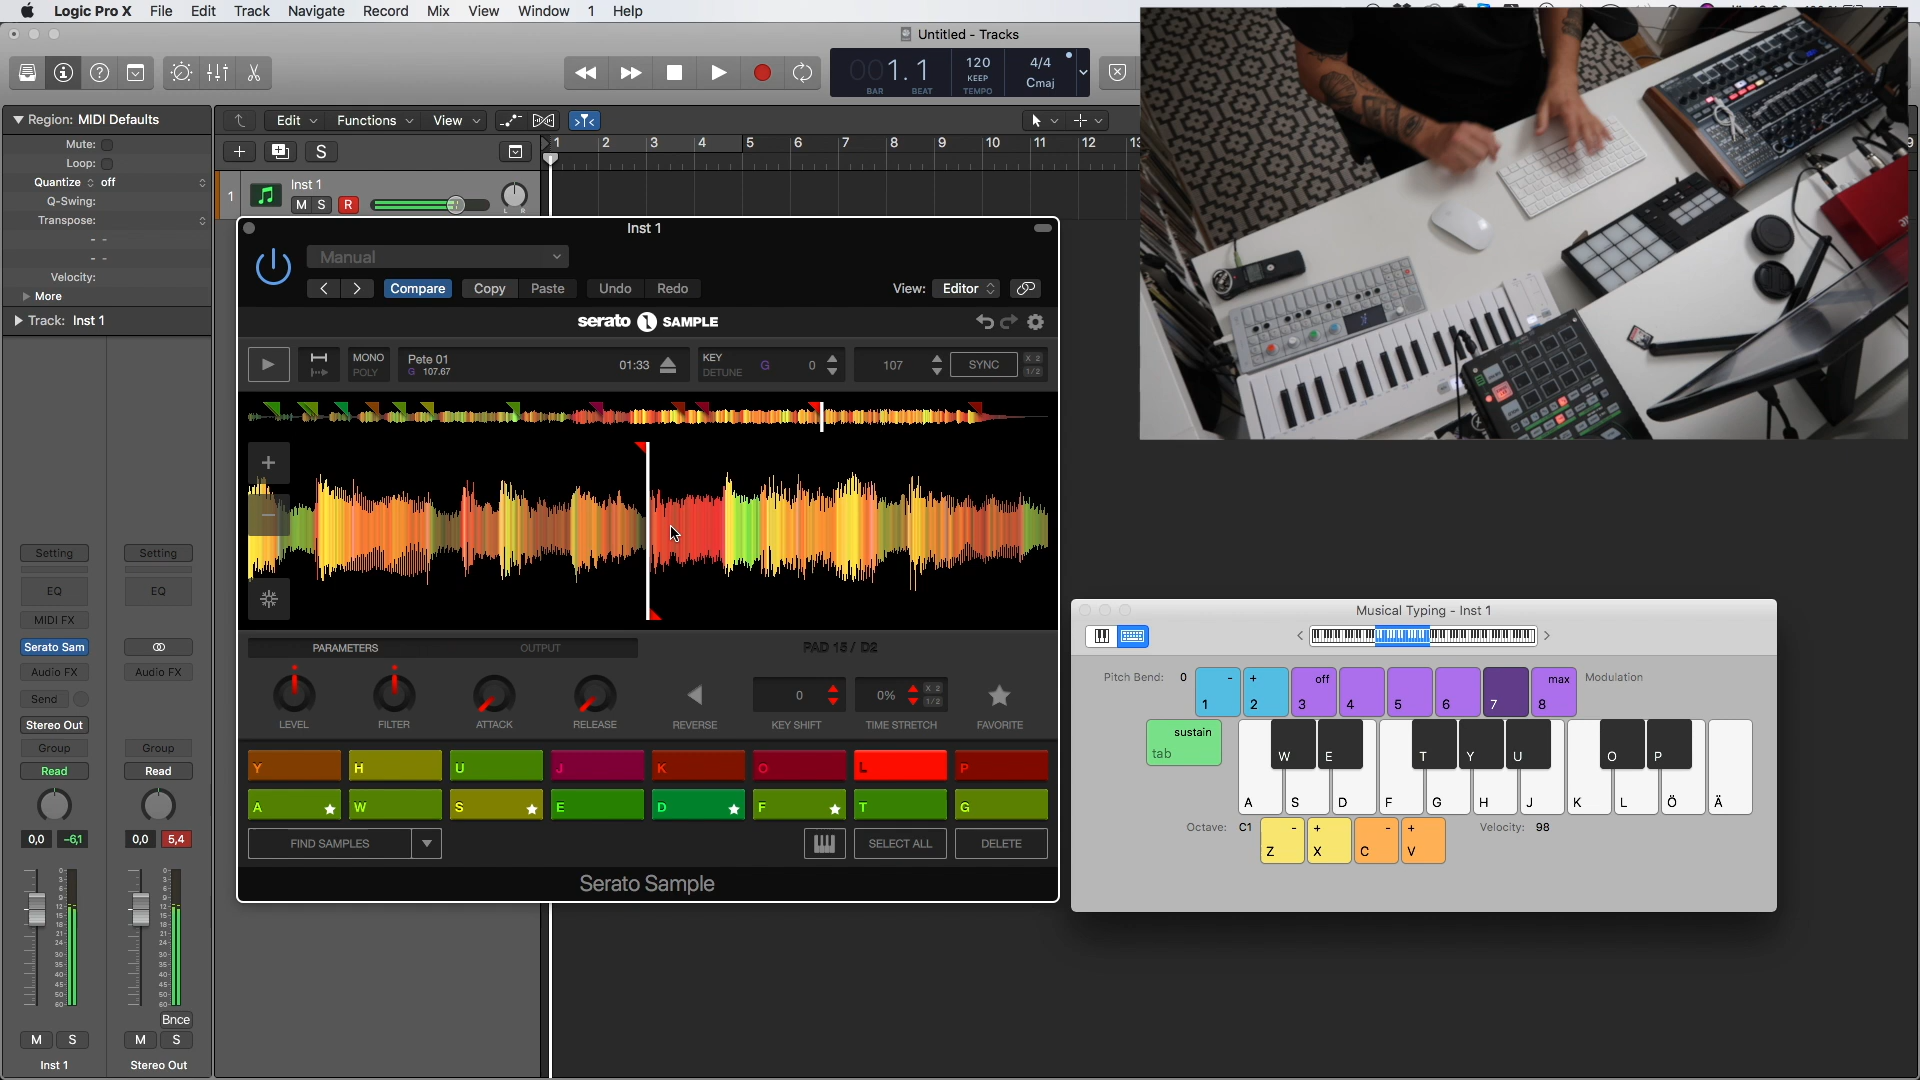 Logic Pro X File Edit Track Navigate Record Mix View Window 1 Help
Untitled - Tracks
001.1
BAR BEAT
120
KEEP
TEMPO
4/4
Cmaj
Region: MIDI Defaults
Mute:
Loop:
Quantize off
Q-Swing:
Transpose:
Velocity:
More
Track: Inst 1
Edit Functions View
S
1 2 3 4 5 6 7 8 9 10 11 12 13
1 Inst 1
M S R
L R
Inst 1
Manual
Compare Copy Paste Undo Redo View: Editor
serato SAMPLE
MONO
POLY
Pete 01
G 107.67
01:33
KEY
DETUNE
G 0
107
SYNC
X 2
1/2
PARAMETERS OUTPUT PAD 15 / D2
0 0% X 2
1/2
LEVEL FILTER ATTACK RELEASE REVERSE KEY SHIFT TIME STRETCH FAVORITE
Y H U J K O L P
A W S E D F T G
FIND SAMPLES SELECT ALL DELETE
Serato Sample
Musical Typing - Inst 1
Pitch Bend: 0 - + off max Modulation
1 2 3 4 5 6 7 8
sustain
tab
W E T Y U O P
A S D F G H J K L Ö Ä
Octave: C1 - + - + Velocity: 98
Z X C V
Setting Setting
EQ EQ
MIDI FX
Serato Sam
Audio FX Audio FX
Send
Stereo Out
Group Group
Read Read
0,0 -6,1 0,0 5,4
Bnce
M S M S
Inst 1 Stereo Out